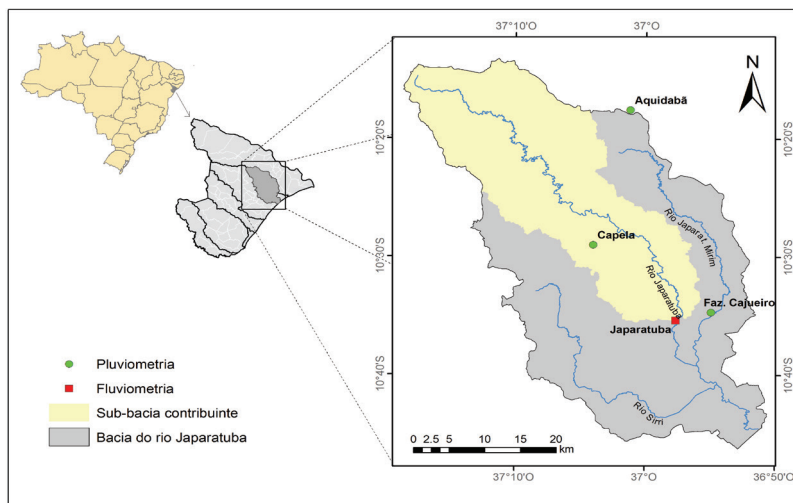 37°10'O
37°O
N
Aquidabã
10°20'S
10°20'S
Rio Japarat. Mirim
Capela
10°30'S
10°30'S
Rio Japaratuba
Faz. Cajueiro
Japaratuba
10°40'S
10°40'S
Rio Sirri
Pluviometria
Fluviometria
Sub-bacia contribuinte
Bacia do rio Japaratuba
0 2.5 5 10 15 20
km
37°10'O
37°O
36°50'O